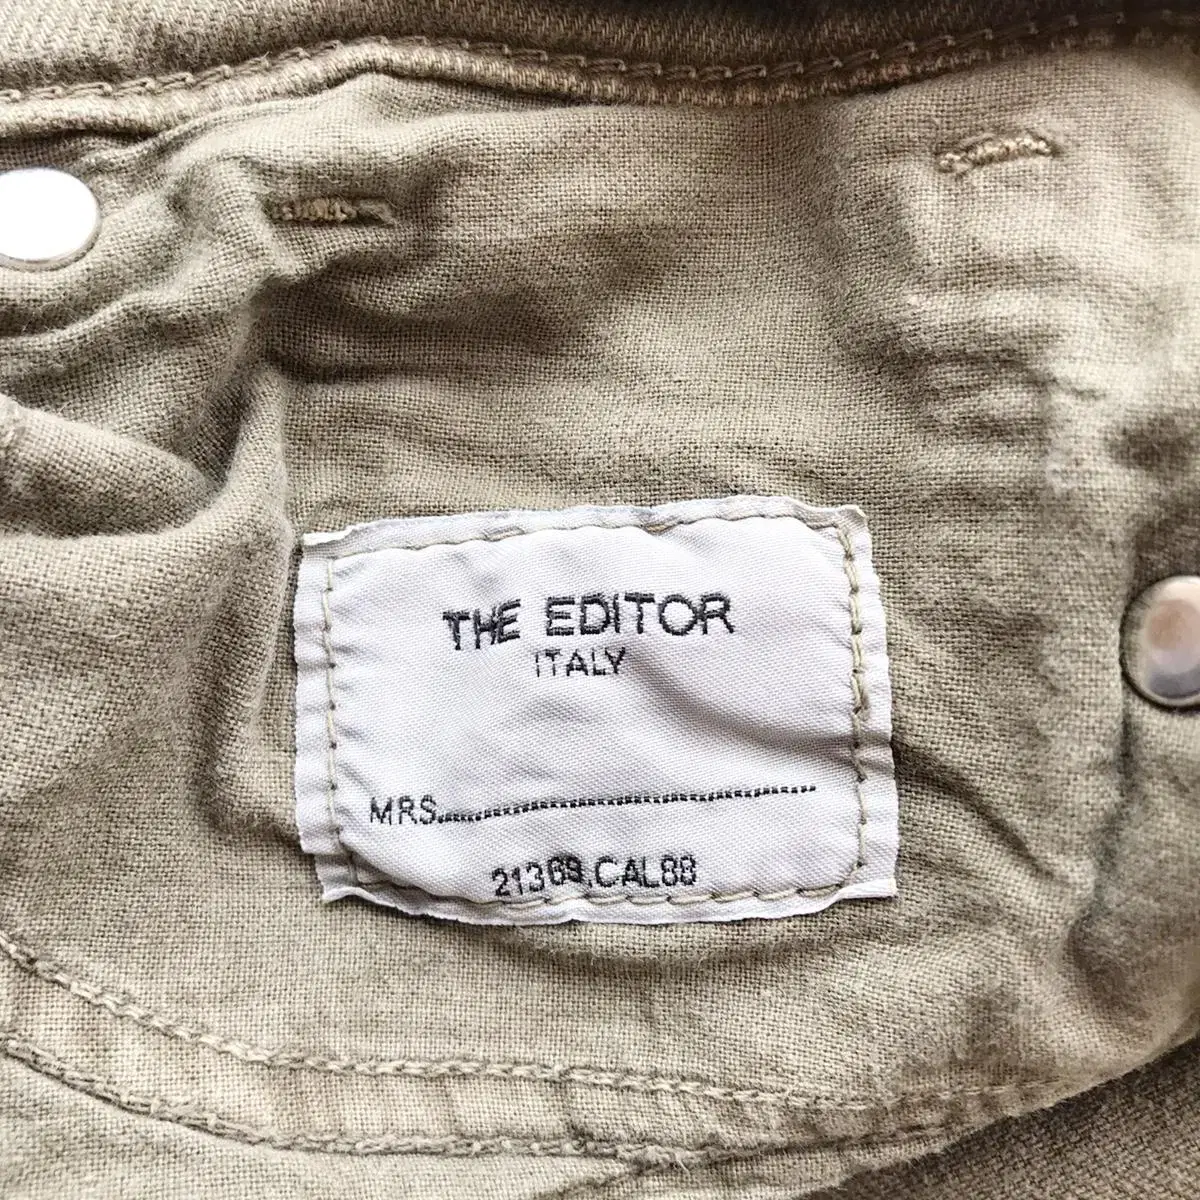 THE EDITOR
ITALY
MRS..............................
21369.CAL88